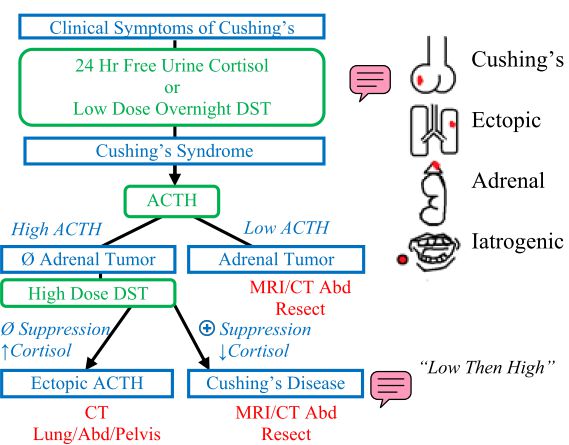 Clinical Symptoms of Cushing's
24 Hr Free Urine Cortisol
or
Low Dose Overnight DST
Cushing's Syndrome
ACTH
High ACTH
Low ACTH
Ø Adrenal Tumor
Adrenal Tumor
MRI/CT Abd
Resect
High Dose DST
Ø Suppression
↑Cortisol
⊕ Suppression
↓Cortisol
Ectopic ACTH
CT
Lung/Abd/Pelvis
Cushing's Disease
MRI/CT Abd
Resect
Cushing's
Ectopic
Adrenal
Iatrogenic
“Low Then High”